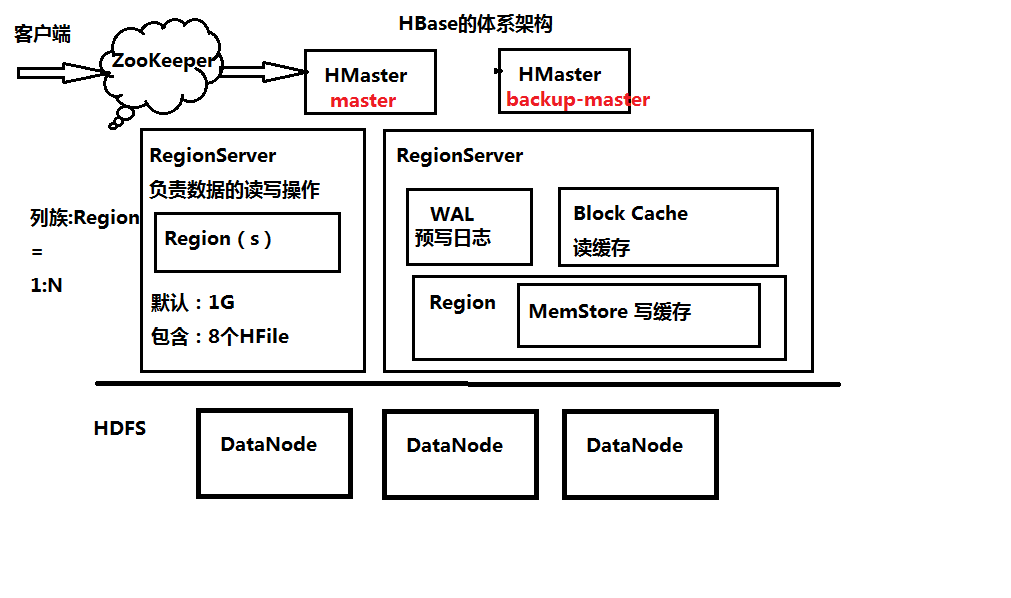 HBase的体系架构
客户端
ZooKeeper
HMaster
master
HMaster
backup-master
RegionServer
负责数据的读写操作
Region（s）
默认：1G
包含：8个HFile
列族:Region
=
1:N
RegionServer
WAL
预写日志
Block Cache
读缓存
Region
MemStore 写缓存
HDFS
DataNode
DataNode
DataNode